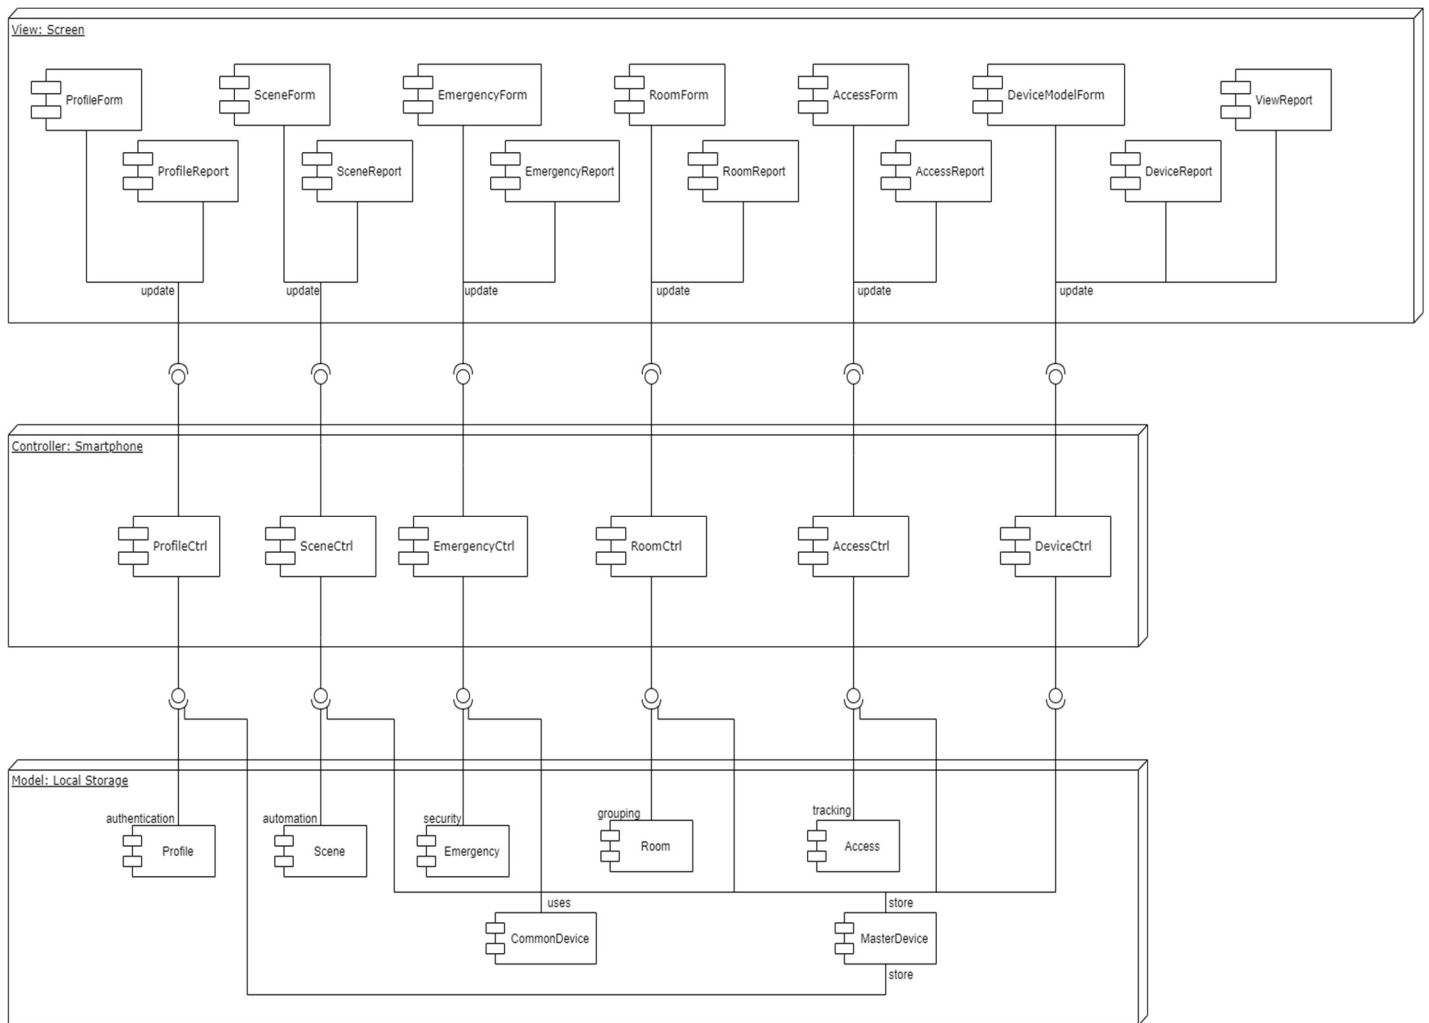 View: Screen
ProfileForm
SceneForm
EmergencyForm
RoomForm
AccessForm
DeviceModelForm
ViewReport
ProfileReport
SceneReport
EmergencyReport
RoomReport
AccessReport
DeviceReport
update
update
update
update
update
update
Controller: Smartphone
ProfileCtrl
SceneCtrl
EmergencyCtrl
RoomCtrl
AccessCtrl
DeviceCtrl
Model: Local Storage
authentication
automation
security
grouping
tracking
Profile
Scene
Emergency
Room
Access
uses
store
CommonDevice
MasterDevice
store